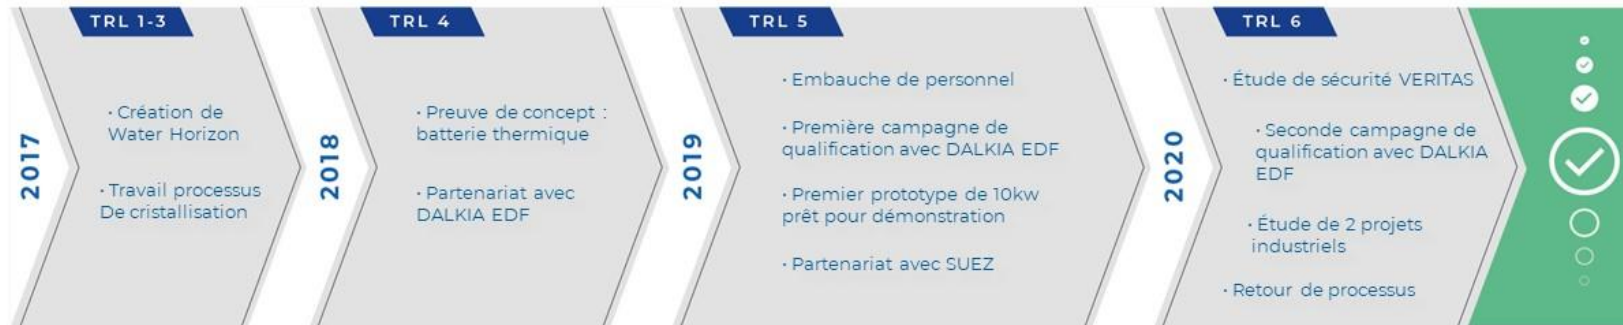 TRL 1-3
2017
· Création de
Water Horizon
· Travail processus
De cristallisation
TRL 4
2018
· Preuve de concept :
batterie thermique
· Partenariat avec
DALKIA EDF
TRL 5
2019
· Embauche de personnel
· Première campagne de
qualification avec DALKIA EDF
· Premier prototype de 10kw
prêt pour démonstration
· Partenariat avec SUEZ
TRL 6
2020
· Étude de sécurité VERITAS
· Seconde campagne de
qualification avec DALKIA
EDF
· Étude de 2 projets
industriels
· Retour de processus